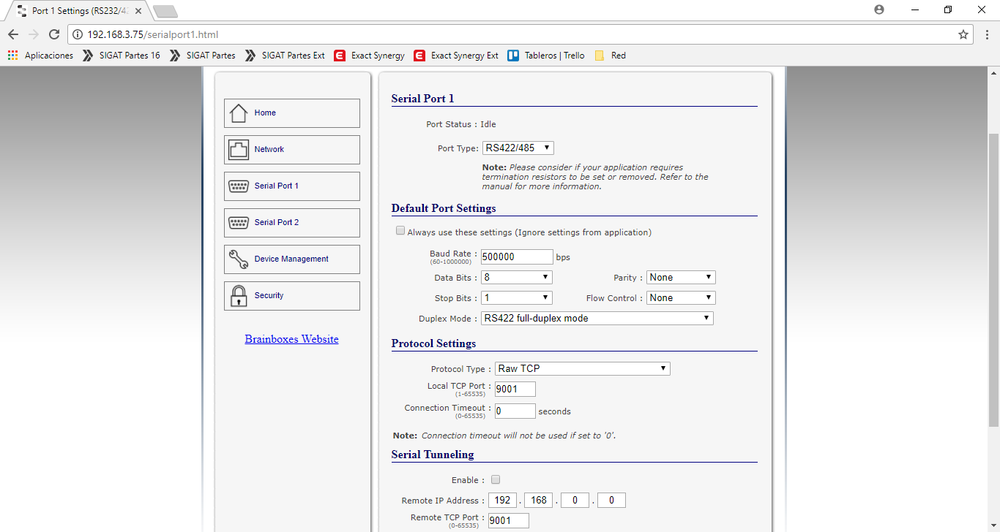 Port 1 Settings (RS232/42
192.168.3.75/serialport1.html
Aplicaciones SIGAT Partes 16 SIGAT Partes SIGAT Partes Ext Exact Synergy Exact Synergy Ext Tableros | Trello Red
Home
Network
Serial Port 1
Serial Port 2
Device Management
Security
Brainboxes Website
Serial Port 1
Port Status : Idle
Port Type: RS422/485
Note: Please consider if your application requires
termination resistors to be set or removed. Refer to the
manual for more information.
Default Port Settings
Always use these settings (Ignore settings from application)
Baud Rate : 500000 bps
(60-1000000)
Data Bits : 8 Parity : None
Stop Bits : 1 Flow Control : None
Duplex Mode : RS422 full-duplex mode
Protocol Settings
Protocol Type : Raw TCP
Local TCP Port : 9001
(1-65535)
Connection Timeout : 0 seconds
(0-65535)
Note: Connection timeout will not be used if set to '0'.
Serial Tunneling
Enable :
Remote IP Address : 192 . 168 . 0 . 0
Remote TCP Port : 9001
(0-65535)